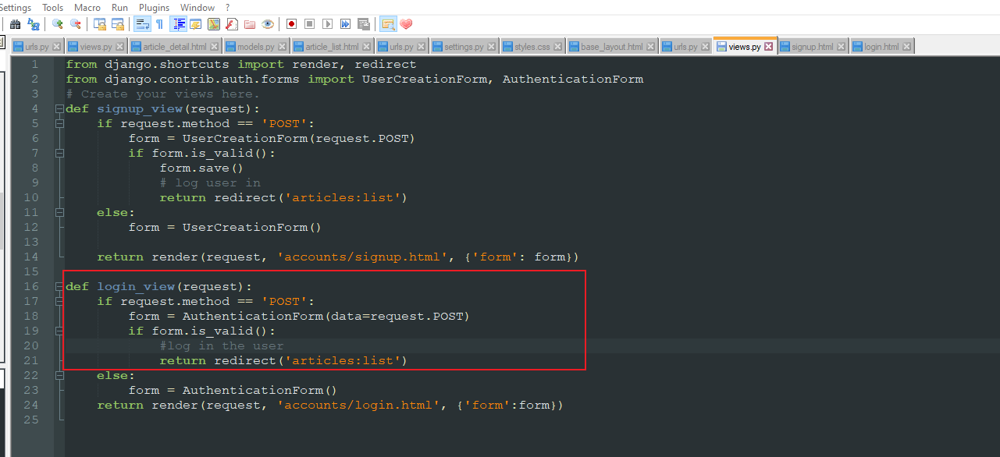 Settings Tools Macro Run Plugins Window ?
urls.py views.py article_detail.html models.py article_list.html urls.py settings.py styles.css base_layout.html urls.py views.py signup.html login.html
1 from django.shortcuts import render, redirect
2 from django.contrib.auth.forms import UserCreationForm, AuthenticationForm
3 # Create your views here.
4 def signup_view(request):
5 if request.method == 'POST':
6 form = UserCreationForm(request.POST)
7 if form.is_valid():
8 form.save()
9 # log user in
10 return redirect('articles:list')
11 else:
12 form = UserCreationForm()
13
14 return render(request, 'accounts/signup.html', {'form': form})
15
16 def login_view(request):
17 if request.method == 'POST':
18 form = AuthenticationForm(data=request.POST)
19 if form.is_valid():
20 #log in the user
21 return redirect('articles:list')
22 else:
23 form = AuthenticationForm()
24 return render(request, 'accounts/login.html', {'form':form})
25